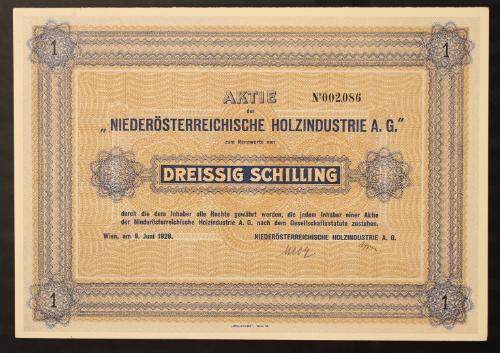 1 1
AKTIE Nº002,086
der
„NIEDERÖSTERREICHISCHE HOLZINDUSTRIE A. G."
zum Nennwerte von
DREISSIG SCHILLING
durch die dem Inhaber alle Rechte gewährt werden, die jedem Inhaber einer Aktie
der Niederösterreichische Holzindustrie A. G. nach dem Gesellschaftsstatute zustehen.
Wien, am 9. Juni 1928. NIEDERÖSTERREICHISCHE HOLZINDUSTRIE A. G.
1 1